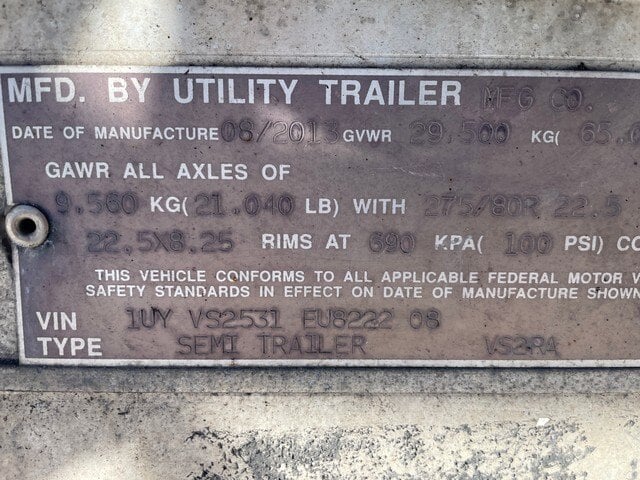 MFD. BY UTILITY TRAILER MFG CO.
DATE OF MANUFACTURE 08/2013 GVWR 29.500 KG( 65.0
GAWR ALL AXLES OF
9.560 KG( 21.040 LB) WITH 275/80R 22.5
22.5X8.25 RIMS AT 690 KPA( 100 PSI) CO
THIS VEHICLE CONFORMS TO ALL APPLICABLE FEDERAL MOTOR V
SAFETY STANDARDS IN EFFECT ON DATE OF MANUFACTURE SHOWN
VIN 1UY VS2531 EU8222 08
TYPE SEMI TRAILER VS2RA